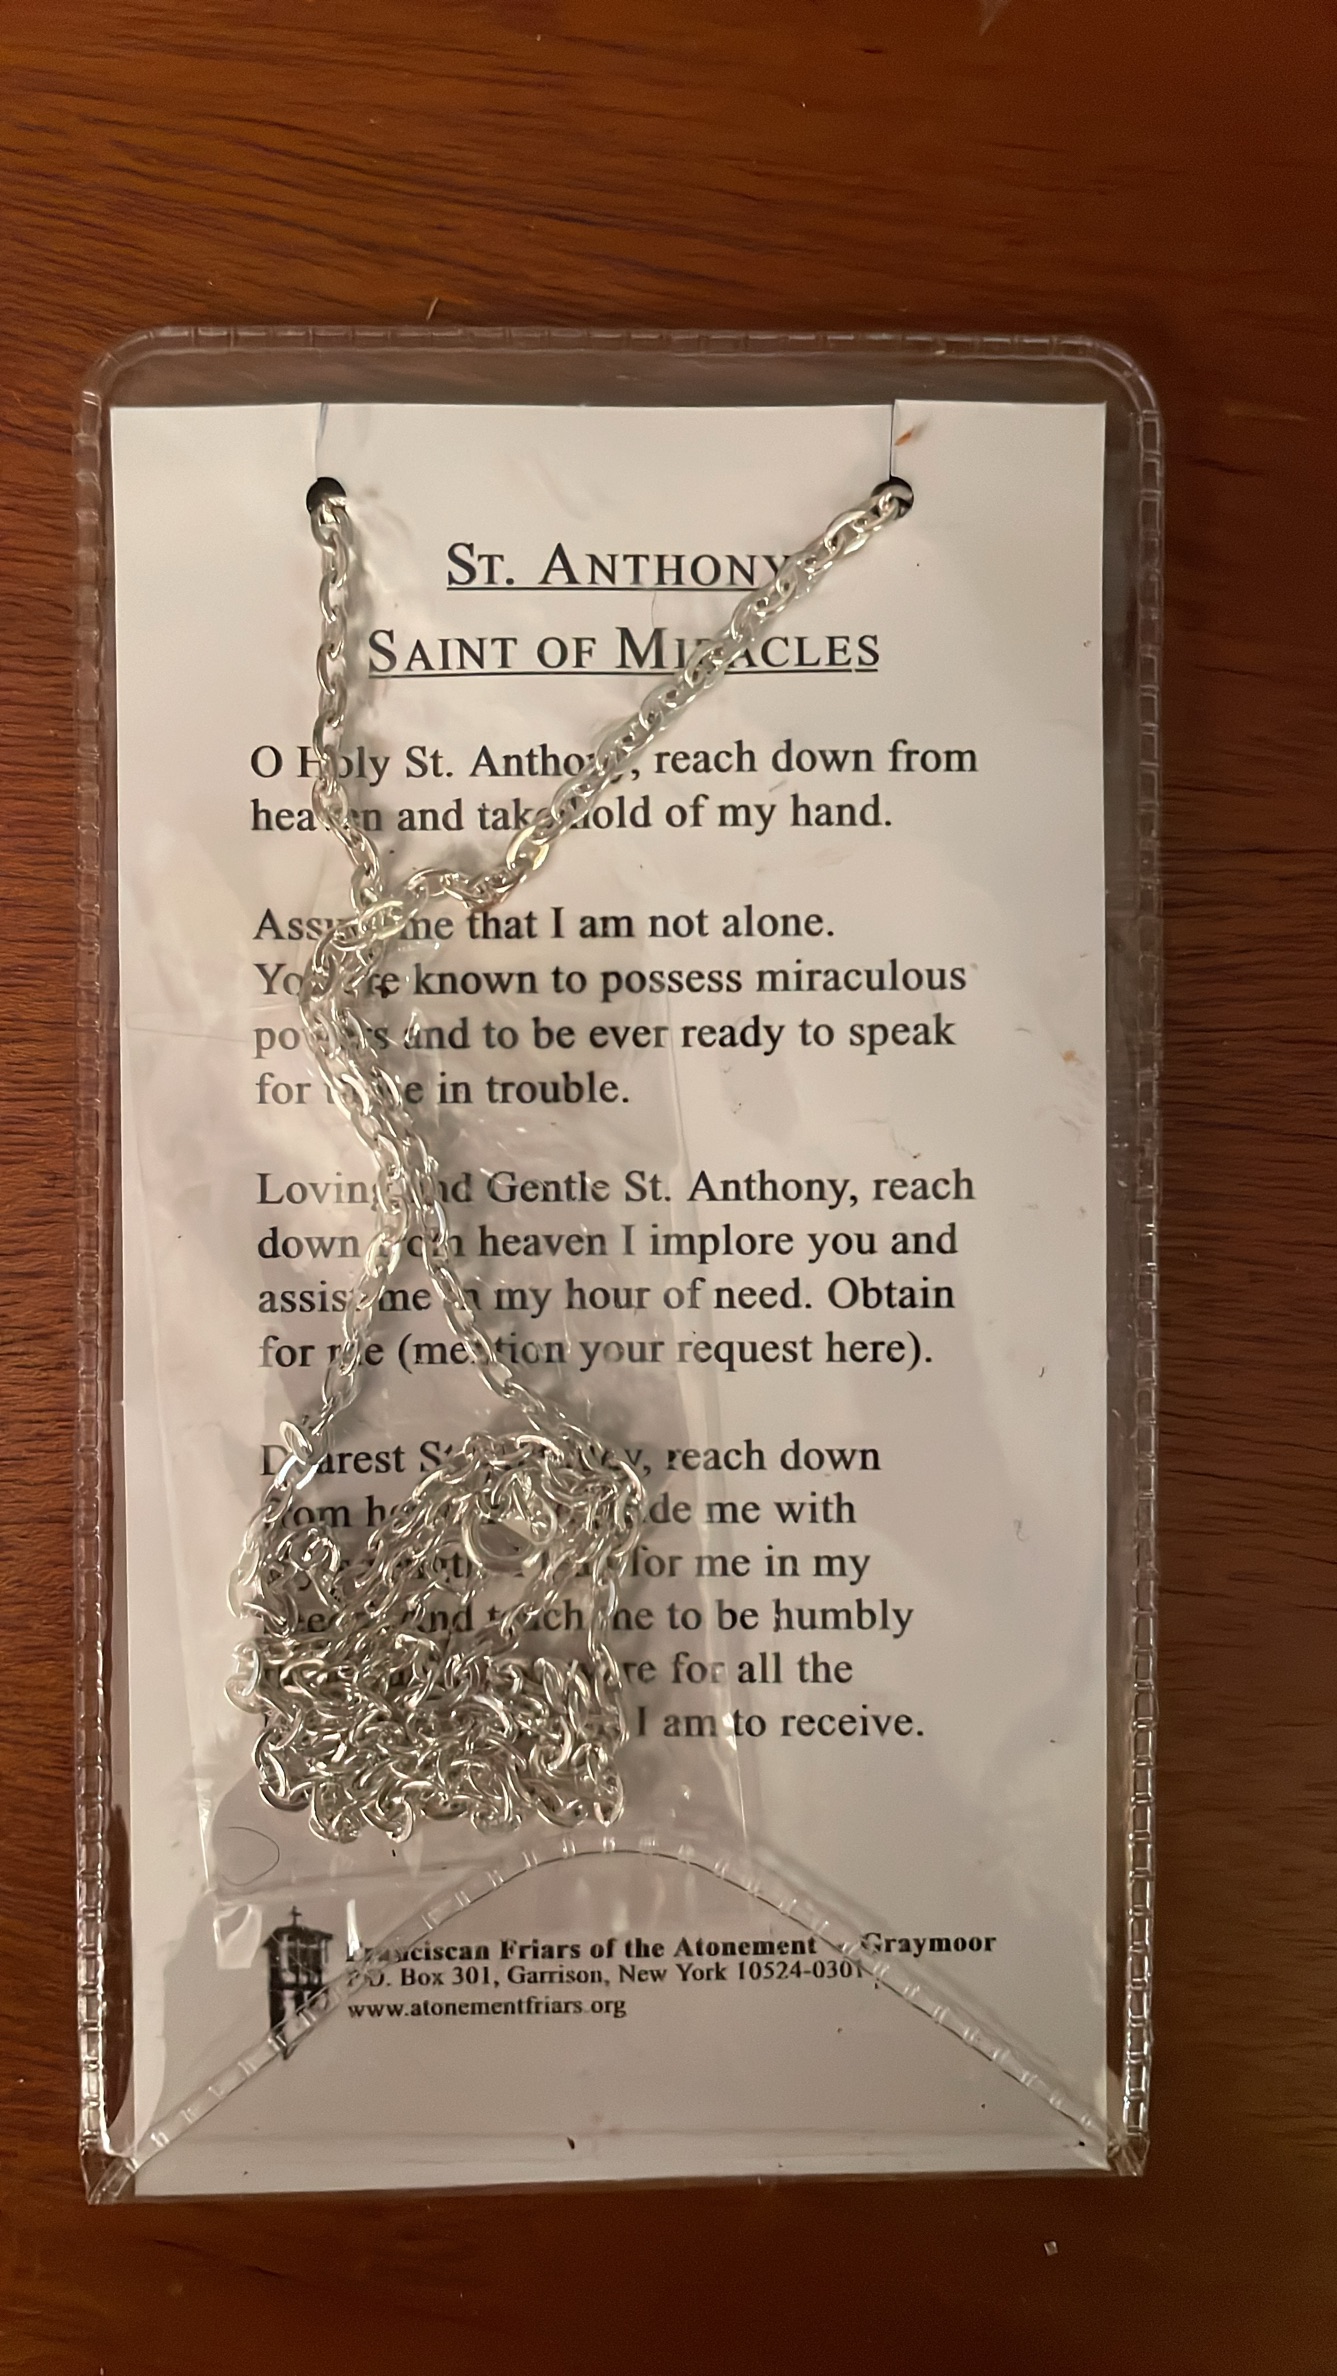 ST. ANTHONY
SAINT OF MIRACLES
O Holy St. Anthony, reach down from
heaven and take hold of my hand.
Assure me that I am not alone.
You are known to possess miraculous
powers and to be ever ready to speak
for those in trouble.
Loving and Gentle St. Anthony, reach
down from heaven I implore you and
assist me in my hour of need. Obtain
for me (mention your request here).
Dearest St. Anthony, reach down
from me with
for me in my
and teach me to be humbly
for all the
I am to receive.
Franciscan Friars of the Atonement Graymoor
P.O. Box 301, Garrison, New York 10524-0301
www.atonementfriars.org